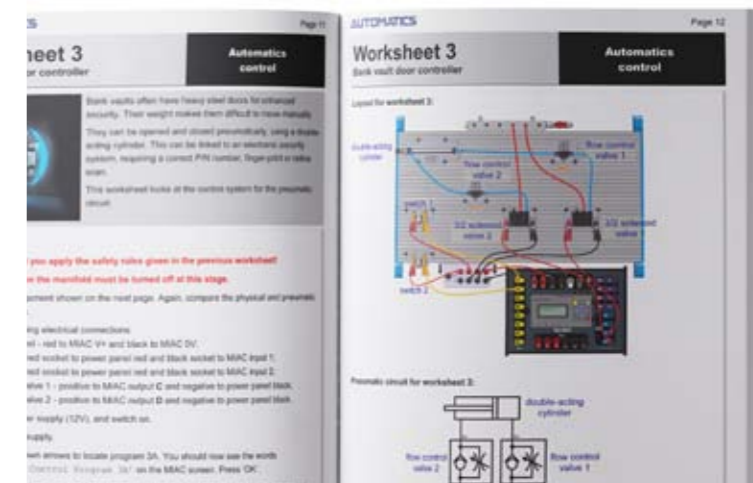 S
Page 11
heet 3
or controller
Automatics
control
Bank vaults often have heavy steel doors for enhanced
security. Their weight makes them difficult to move manually.
They can be opened and closed pneumatically, using a double-
acting cylinder. This can be linked to an electronic security
system, requiring a correct PIN number, finger-print or retina
scan.
This worksheet looks at the control system for the pneumatic
circuit.
you apply the safety rules given in the previous worksheet!
the manifold must be turned off at this stage.
shown on the next page. Again, compare the physical and pneumatic
ng electrical connections
- red to MIAC V+ and black to MIAC 0V.
red socket to power panel red and black socket to MIAC input 1.
red socket to power panel red and black socket to MIAC input 2.
valve 1 - positive to MIAC output C and negative to power panel black.
valve 2 - positive to MIAC output D and negative to power panel black.
er supply (12V), and switch on.
supply.
wn arrows to locate program 3A. You should now see the words
Control Program 3A' on the MIAC screen. Press 'OK'.
AUTOMATICS
Page 12
Worksheet 3
Bank vault door controller
Automatics
control
Layout for worksheet 3:
double-acting
cylinder
flow control
valve 1
flow control
valve 2
switch 1
3/2 solenoid
valve 2
3/2 solenoid
valve 1
switch 2
Pneumatic circuit for worksheet 3:
double-acting
cylinder
flow control
valve 2
flow control
valve 1